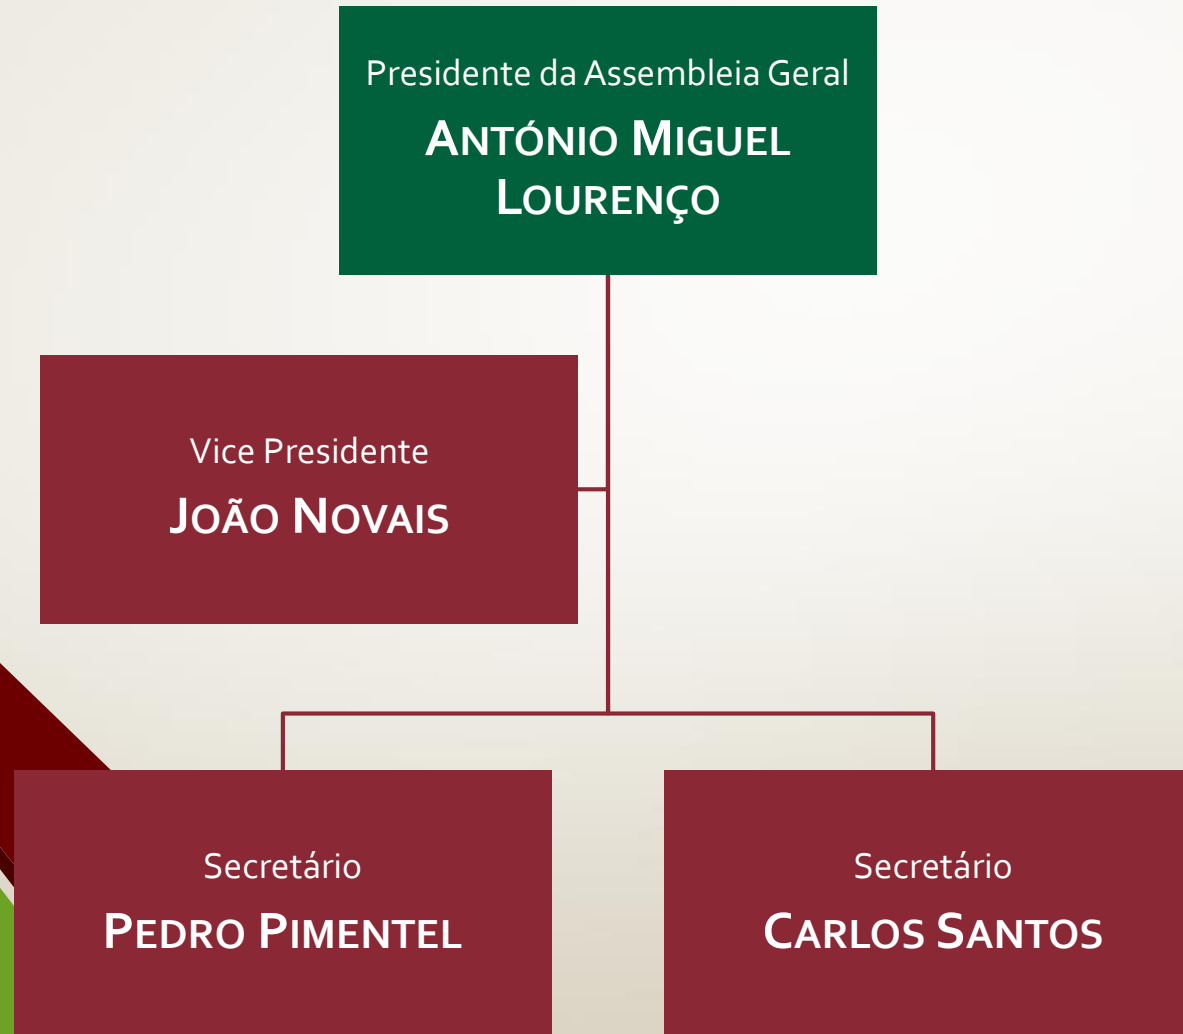 Presidente da Assembleia Geral
ANTÓNIO MIGUEL
LOURENÇO
Vice Presidente
JOÃO NOVAIS
Secretário
PEDRO PIMENTEL
Secretário
CARLOS SANTOS